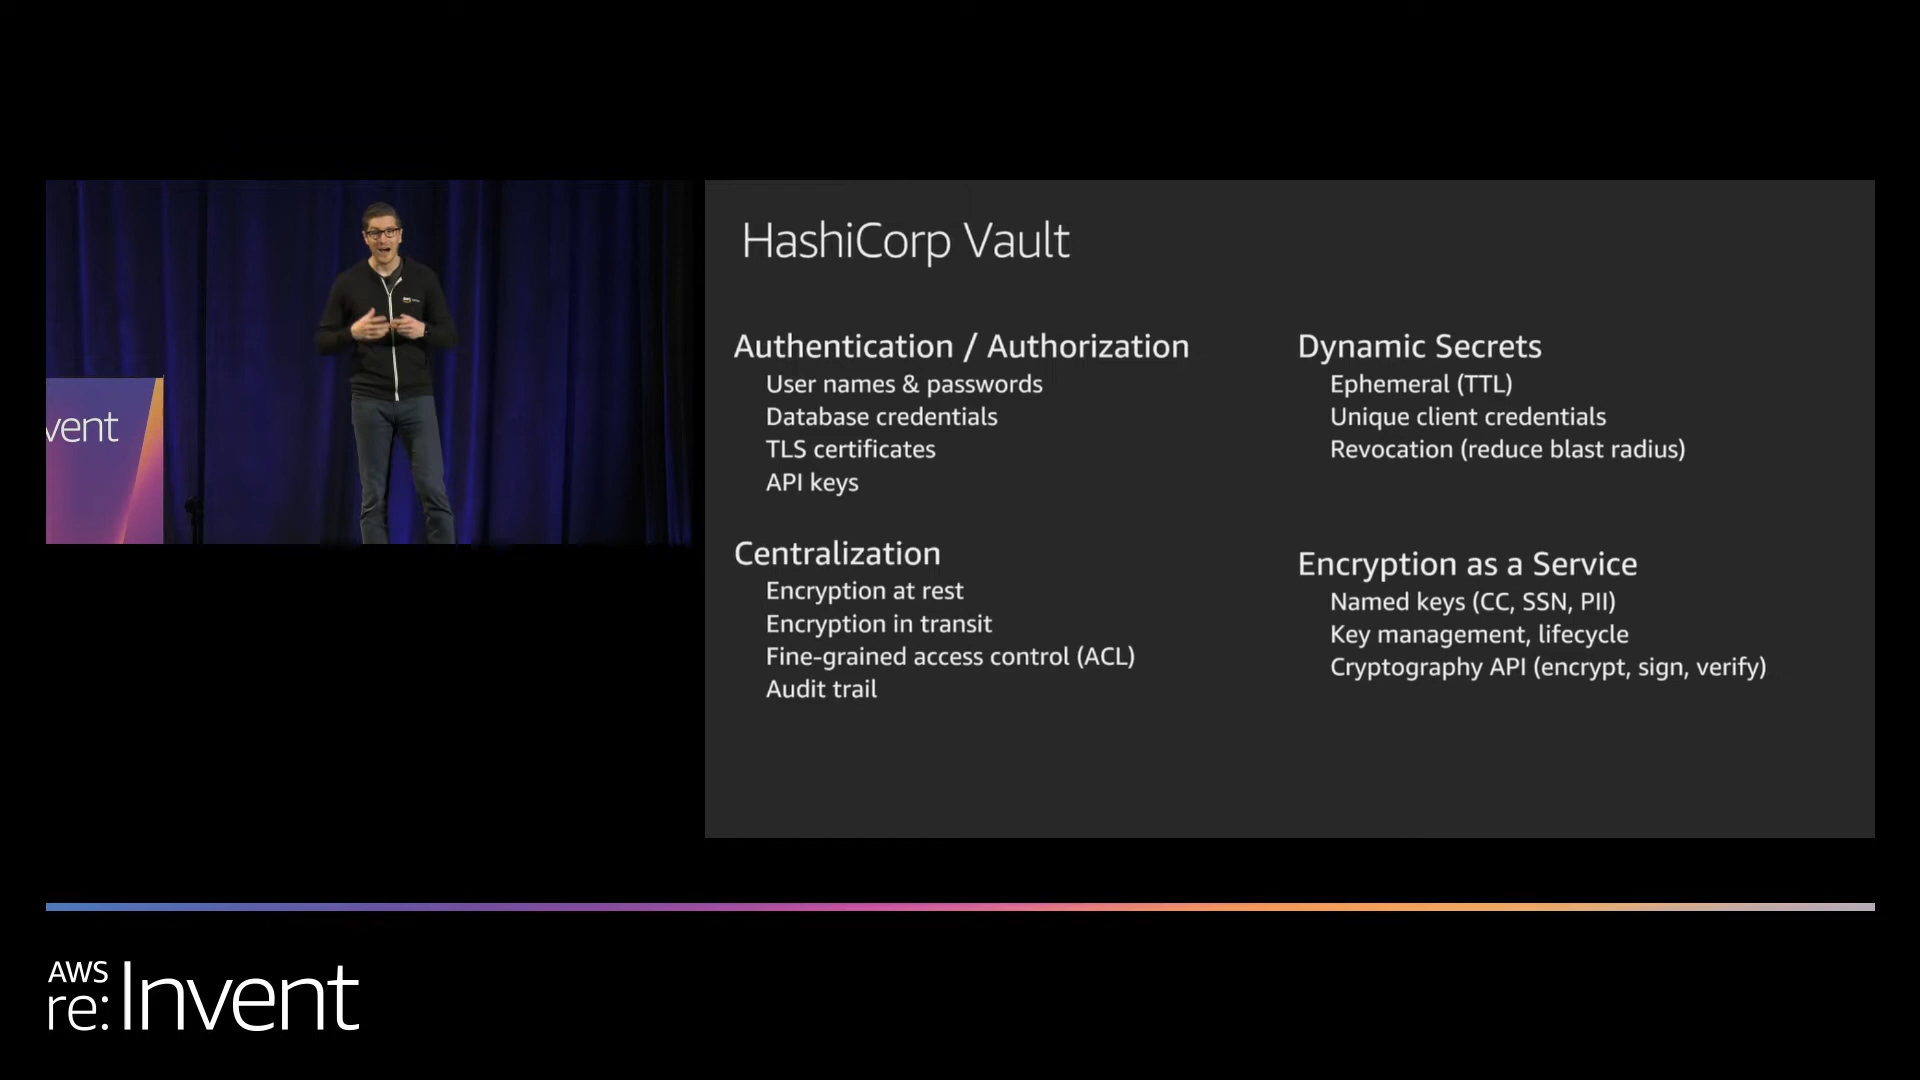 vent
HashiCorp Vault
Authentication / Authorization
User names & passwords
Database credentials
TLS certificates
API keys
Centralization
Encryption at rest
Encryption in transit
Fine-grained access control (ACL)
Audit trail
Dynamic Secrets
Ephemeral (TTL)
Unique client credentials
Revocation (reduce blast radius)
Encryption as a Service
Named keys (CC, SSN, PII)
Key management, lifecycle
Cryptography API (encrypt, sign, verify)
AWS
re:Invent